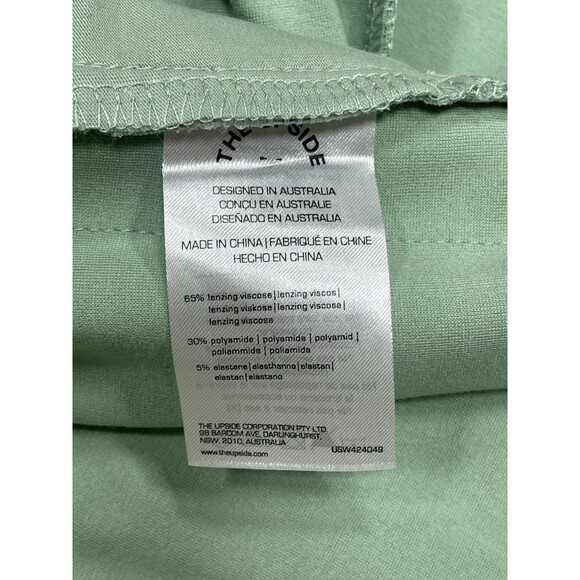 THE UPSIDE
DESIGNED IN AUSTRALIA
CONÇU EN AUSTRALIE
DISEÑADO EN AUSTRALIA
MADE IN CHINA | FABRIQUÉ EN CHINE
HECHO EN CHINA
65% lenzing viscose | lenzing viscos |
lenzing viskose | lenzing viscosa |
lenzing viscose
30% polyamide | polyamide | polyamid |
poliammide | poliamida
5% elastane | elasthanne | elastan |
elastan | elastano
THE UPSIDE CORPORATION PTY LTD.
98 BARCOM AVE, DARLINGHURST,
NSW, 2010, AUSTRALIA
www.theupside.com
USW424049